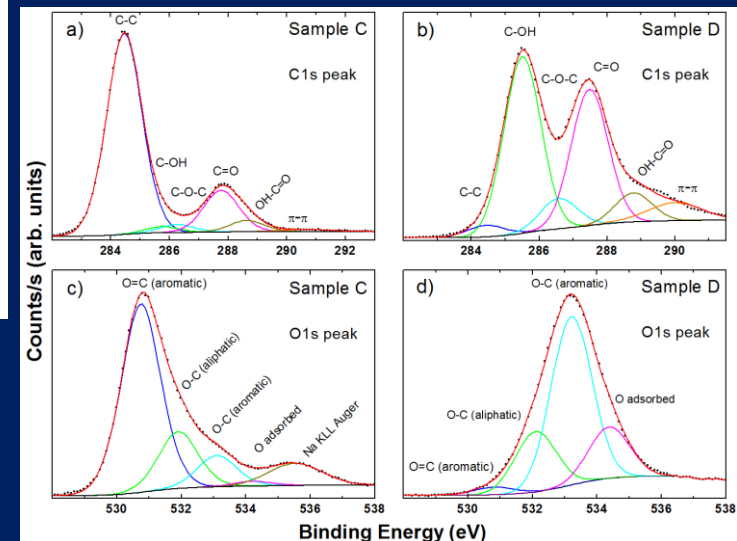 a)
Sample C
C1s peak
C-C
C-OH
C-O-C
C=O
OH-C=O
π-π
284 286 288 290 292
b)
Sample D
C1s peak
C-OH
C-O-C
C=O
C-C
OH-C=O
π-π
284 286 288 290
c)
Sample C
O1s peak
O=C (aromatic)
O-C (aliphatic)
O-C (aromatic)
O adsorbed
Na KLL Auger
530 532 534 536 538
d)
Sample D
O1s peak
O-C (aromatic)
O-C (aliphatic)
O=C (aromatic)
O adsorbed
530 532 534 536 538
Counts/s (arb. units)
Binding Energy (eV)